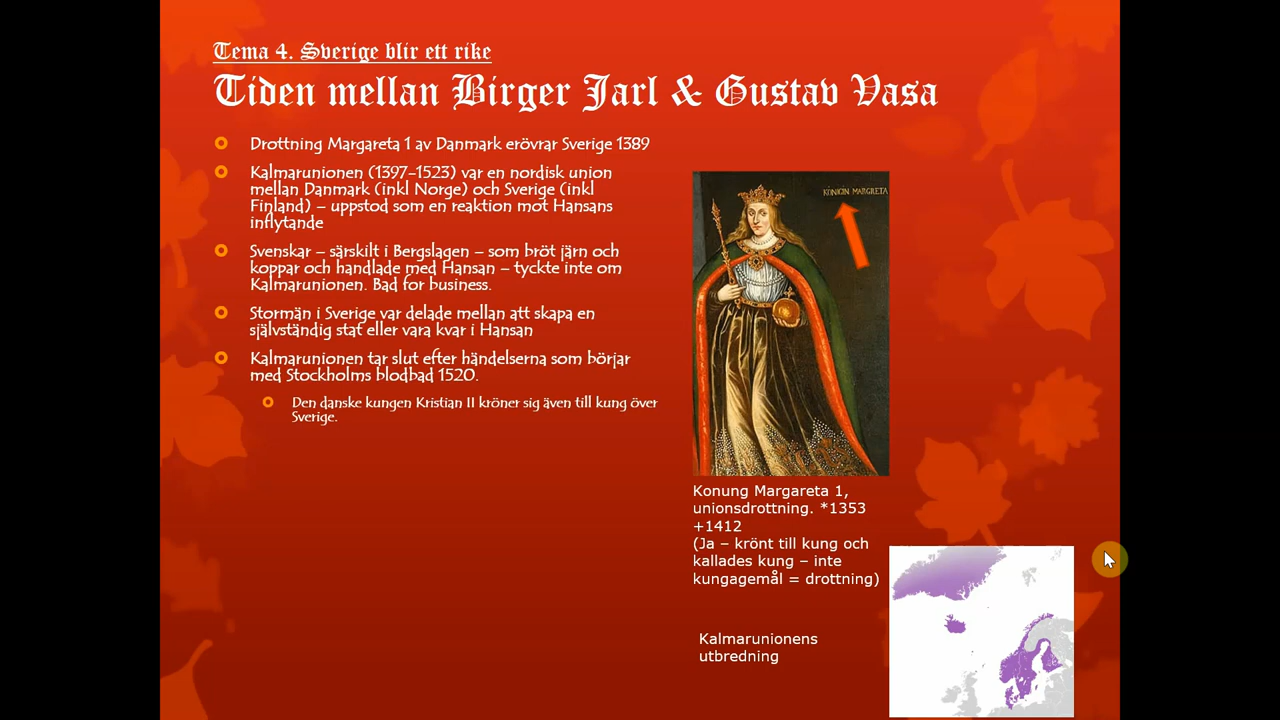 Tema 4. Sverige blir ett rike
Tiden mellan Birger Jarl & Gustav Vasa
Drottning Margareta 1 av Danmark erövrar Sverige 1389
Kalmarunionen (1397-1523) var en nordisk union
mellan Danmark (inkl Norge) och Sverige (inkl
Finland) – uppstod som en reaktion mot Hansans
inflytande
Svenskar – särskilt i Bergslagen – som bröt järn och
koppar och handlade med Hansan – tyckte inte om
Kalmarunionen. Bad for business.
Stormän i Sverige var delade mellan att skapa en
självständig stat eller vara kvar i Hansan
Kalmarunionen tar slut efter händelserna som börjar
med Stockholms blodbad 1520.
Den danske kungen Kristian II kröner sig även till kung över
Sverige.
KÖNIGIN MARGRETA
Konung Margareta 1,
unionsdrottning. *1353
+1412
(Ja – krönt till kung och
kallades kung – inte
kungagemål = drottning)
Kalmarunionens
utbredning